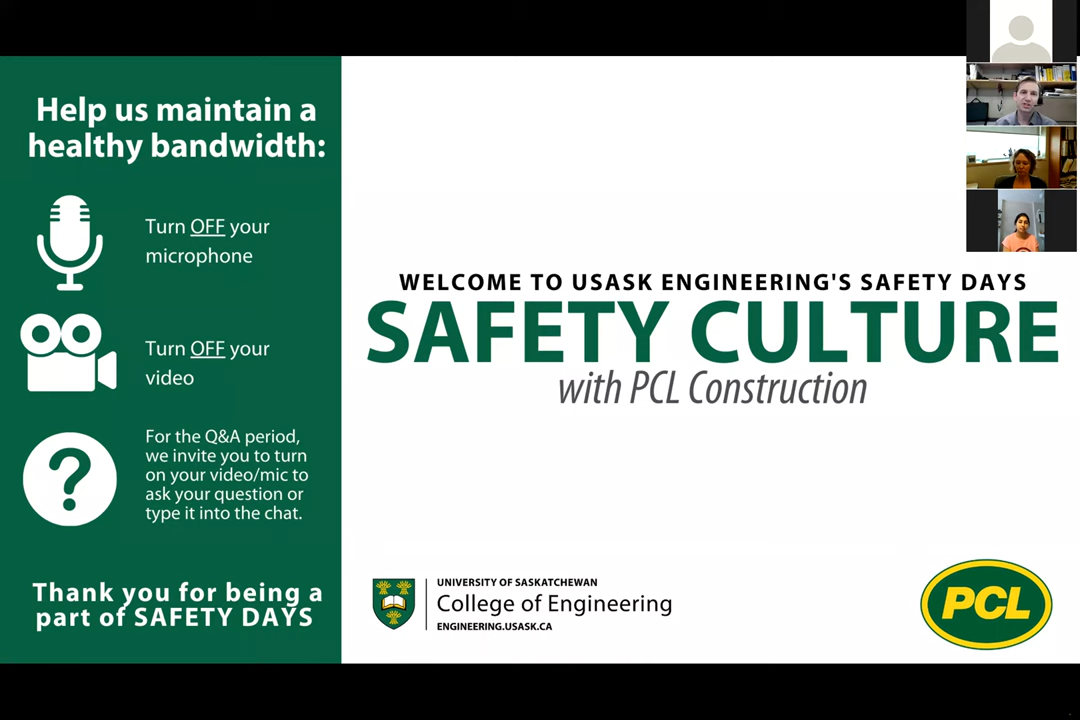 Help us maintain a
healthy bandwidth:
Turn OFF your
microphone
Turn OFF your
video
For the Q&A period,
we invite you to turn
on your video/mic to
ask your question or
type it into the chat.
Thank you for being a
part of SAFETY DAYS
WELCOME TO USASK ENGINEERING'S SAFETY DAYS
SAFETY CULTURE
with PCL Construction
UNIVERSITY OF SASKATCHEWAN
College of Engineering
ENGINEERING.USASK.CA
PCL